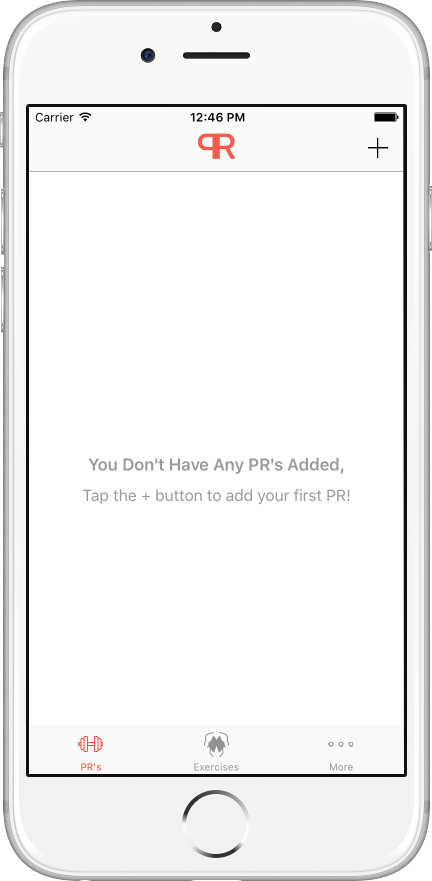 Carrier 12:46 PM
PR
You Don't Have Any PR's Added,
Tap the + button to add your first PR!
PR's Exercises More